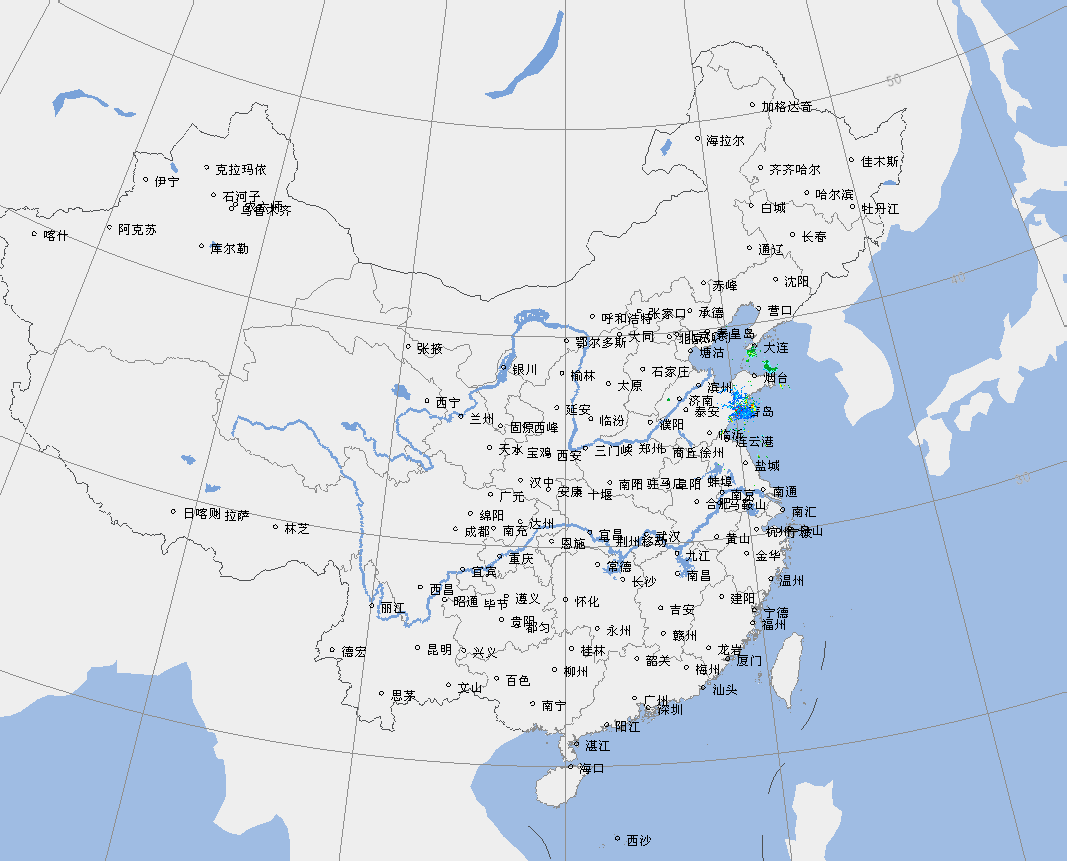 50
加格达奇
海拉尔
佳木斯
克拉玛依
齐齐哈尔
伊宁
石河子
哈尔滨
乌鲁木齐
白城
牡丹江
阿克苏
喀什
长春
库尔勒
通辽
40
沈阳
赤峰
营口
承德
张家口
呼和浩特
秦皇岛
大同
鄂尔多斯
张掖
大连
塘沽
银川
石家庄
榆林
烟台
太原
滨州
西宁
济南
延安
泰安
青岛
兰州
临汾
濮阳
固原
西峰
临沂
连云港
天水
宝鸡
西安
三门峡
郑州
商丘
徐州
盐城
30
汉中
南阳
驻马店
阜阳
蚌埠
安康
十堰
南京
南通
广元
合肥
马鞍山
日喀则
拉萨
绵阳
南汇
达州
林芝
成都
南充
宜昌
武汉
杭州
黄山
恩施
荆州
九江
金华
重庆
常德
宜宾
南昌
温州
长沙
西昌
昭通
毕节
遵义
怀化
建阳
丽江
吉安
宁德
贵阳
都匀
福州
永州
赣州
德宏
昆明
兴义
桂林
龙岩
韶关
厦门
梅州
柳州
百色
文山
汕头
思茅
南宁
广州
深圳
阳江
湛江
海口
西沙